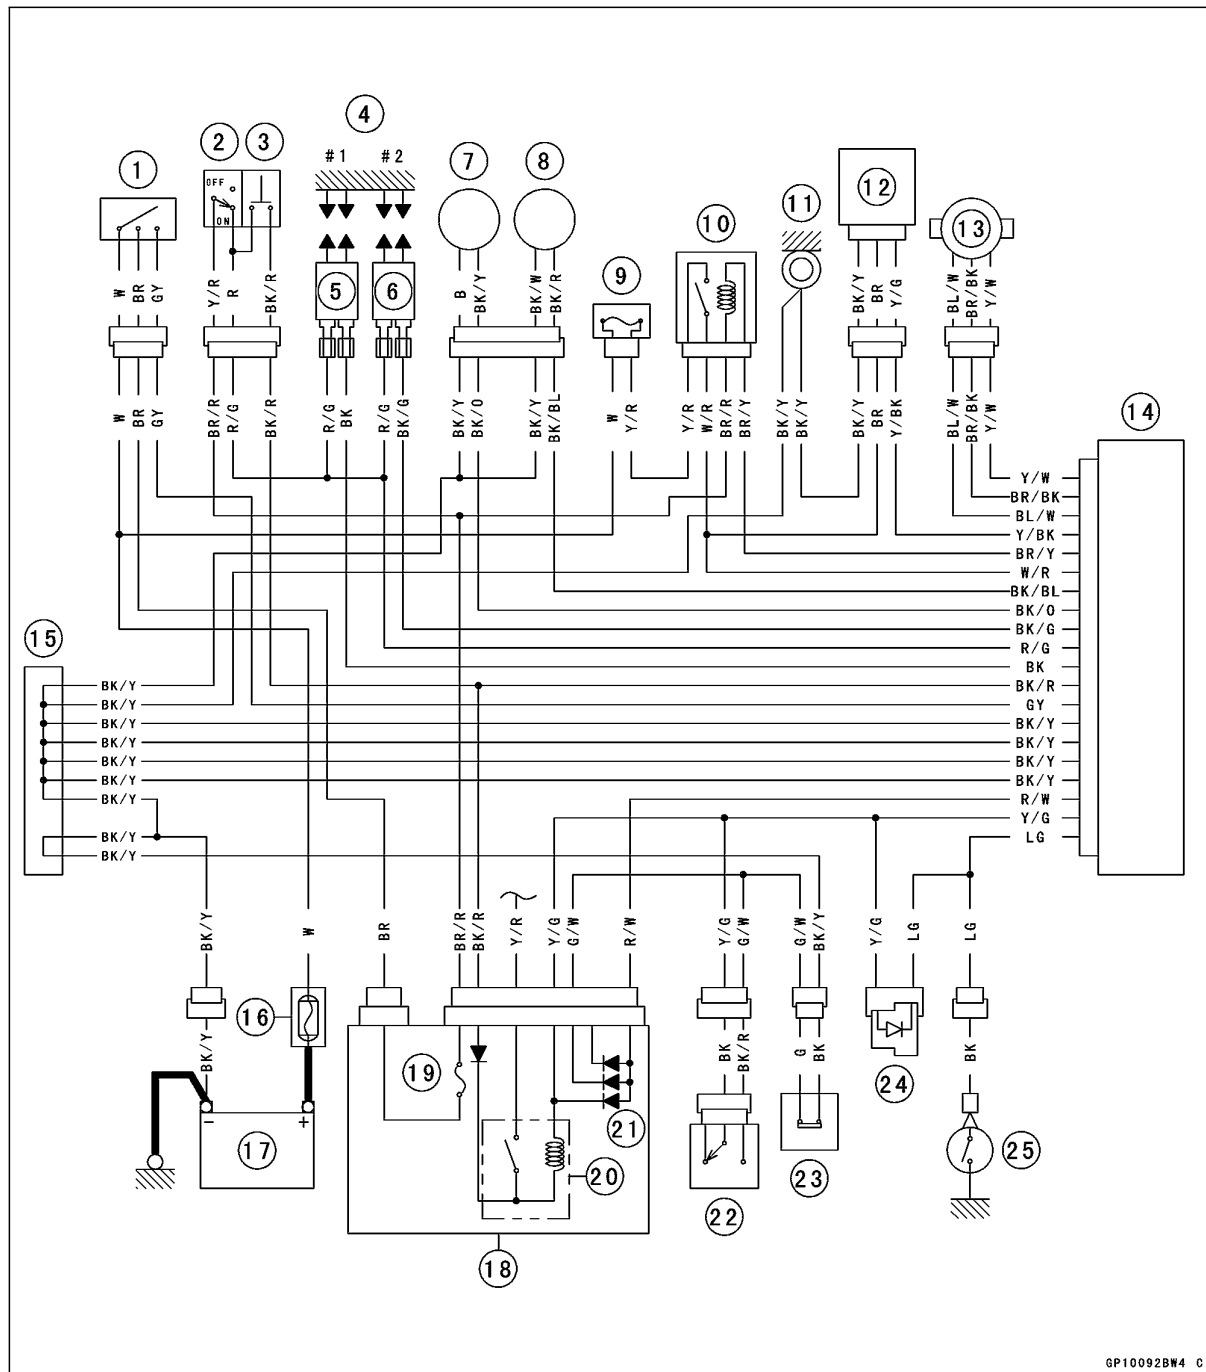 4
2 3
#1 #2 7 8
1
12
11
10
13
OFF
ON
9
5 6
W BR GY Y/R R BK/R B BK/Y BK/W BK/R BK/Y BR Y/G BL/W BR/BK Y/W
W BR GY BR/R R/G BK/R R/G BK R/G BK/G BK/Y BK/O BK/Y BK/BL W Y/R Y/R W/R BR/R BR/Y BK/Y BK/Y BK/Y BR Y/BK BL/W BR/BK Y/W
14
Y/W
BR/BK
BL/W
Y/BK
BR/Y
W/R
BK/BL
BK/O
BK/G
15
R/G
BK
BK/Y BK/R
BK/Y GY
BK/Y BK/Y
BK/Y BK/Y
BK/Y BK/Y
BK/Y BK/Y
BK/Y R/W
Y/G
BK/Y LG
BK/Y
BK/Y W BR BR/R BK/R Y/R Y/G G/W R/W Y/G G/W G/W BK/Y Y/G LG LG
16
BK/Y BK BK/R G BK BK
19
24
21
- +
17
25
20
23
22
18
GP10092BW4 C